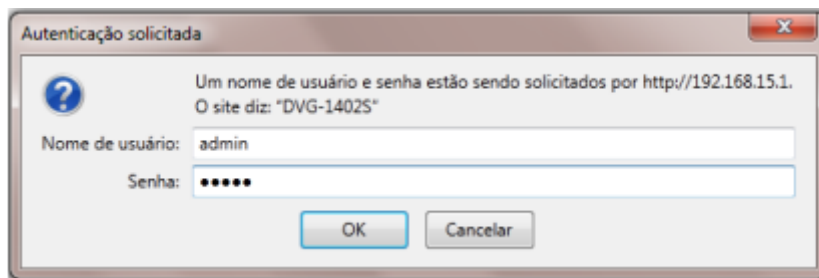 Autenticação solicitada
Um nome de usuário e senha estão sendo solicitados por http://192.168.15.1.
O site diz: "DVG-1402S"
Nome de usuário: admin
Senha: •••••
OK Cancelar